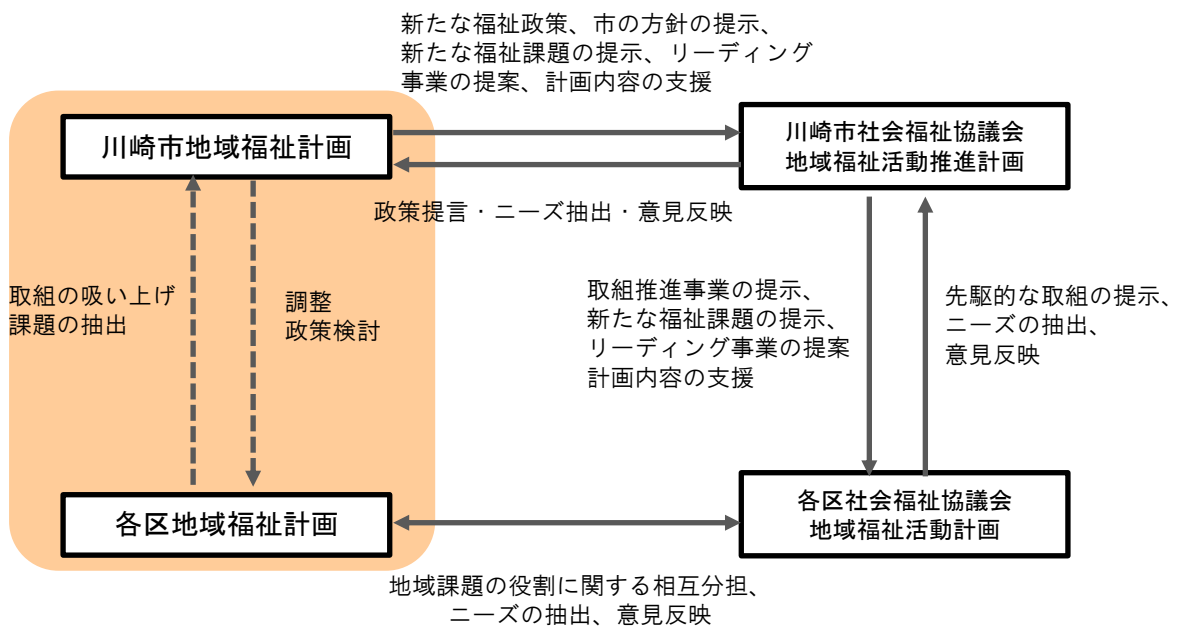 新たな福祉政策、市の方針の提示、
新たな福祉課題の提示、リーディング
事業の提案、計画内容の支援
川崎市地域福祉計画
川崎市社会福祉協議会
地域福祉活動推進計画
政策提言・ニーズ抽出・意見反映
取組の吸い上げ
課題の抽出
調整
政策検討
取組推進事業の提示、
新たな福祉課題の提示、
リーディング事業の提案
計画内容の支援
先駆的な取組の提示、
ニーズの抽出、
意見反映
各区地域福祉計画
各区社会福祉協議会
地域福祉活動計画
地域課題の役割に関する相互分担、
ニーズの抽出、意見反映